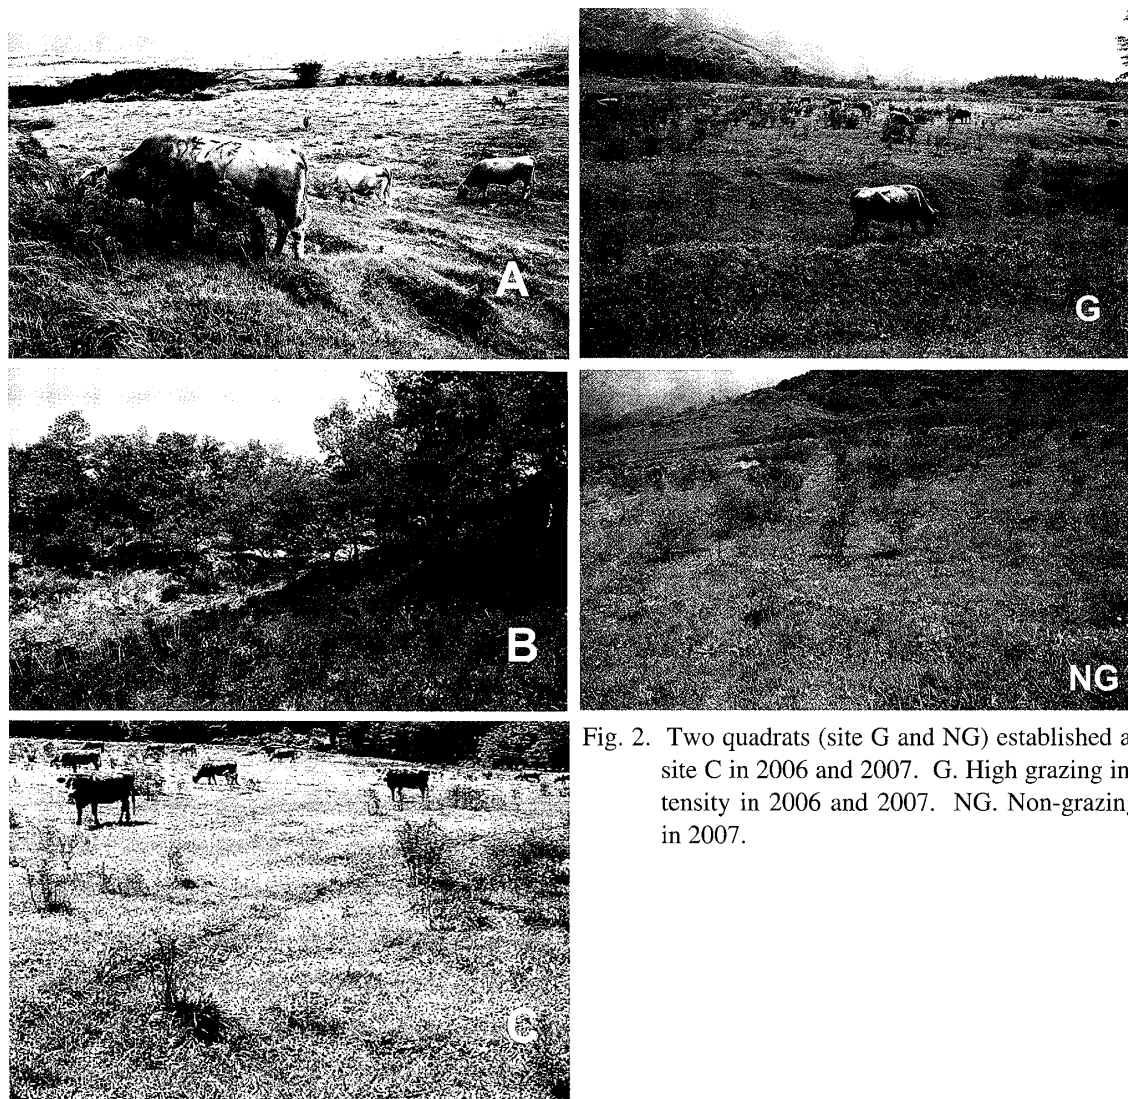 A
G
B
NG
C
Fig. 2. Two quadrats (site G and NG) established a
site C in 2006 and 2007. G. High grazing in
tensity in 2006 and 2007. NG. Non-grazing
in 2007.